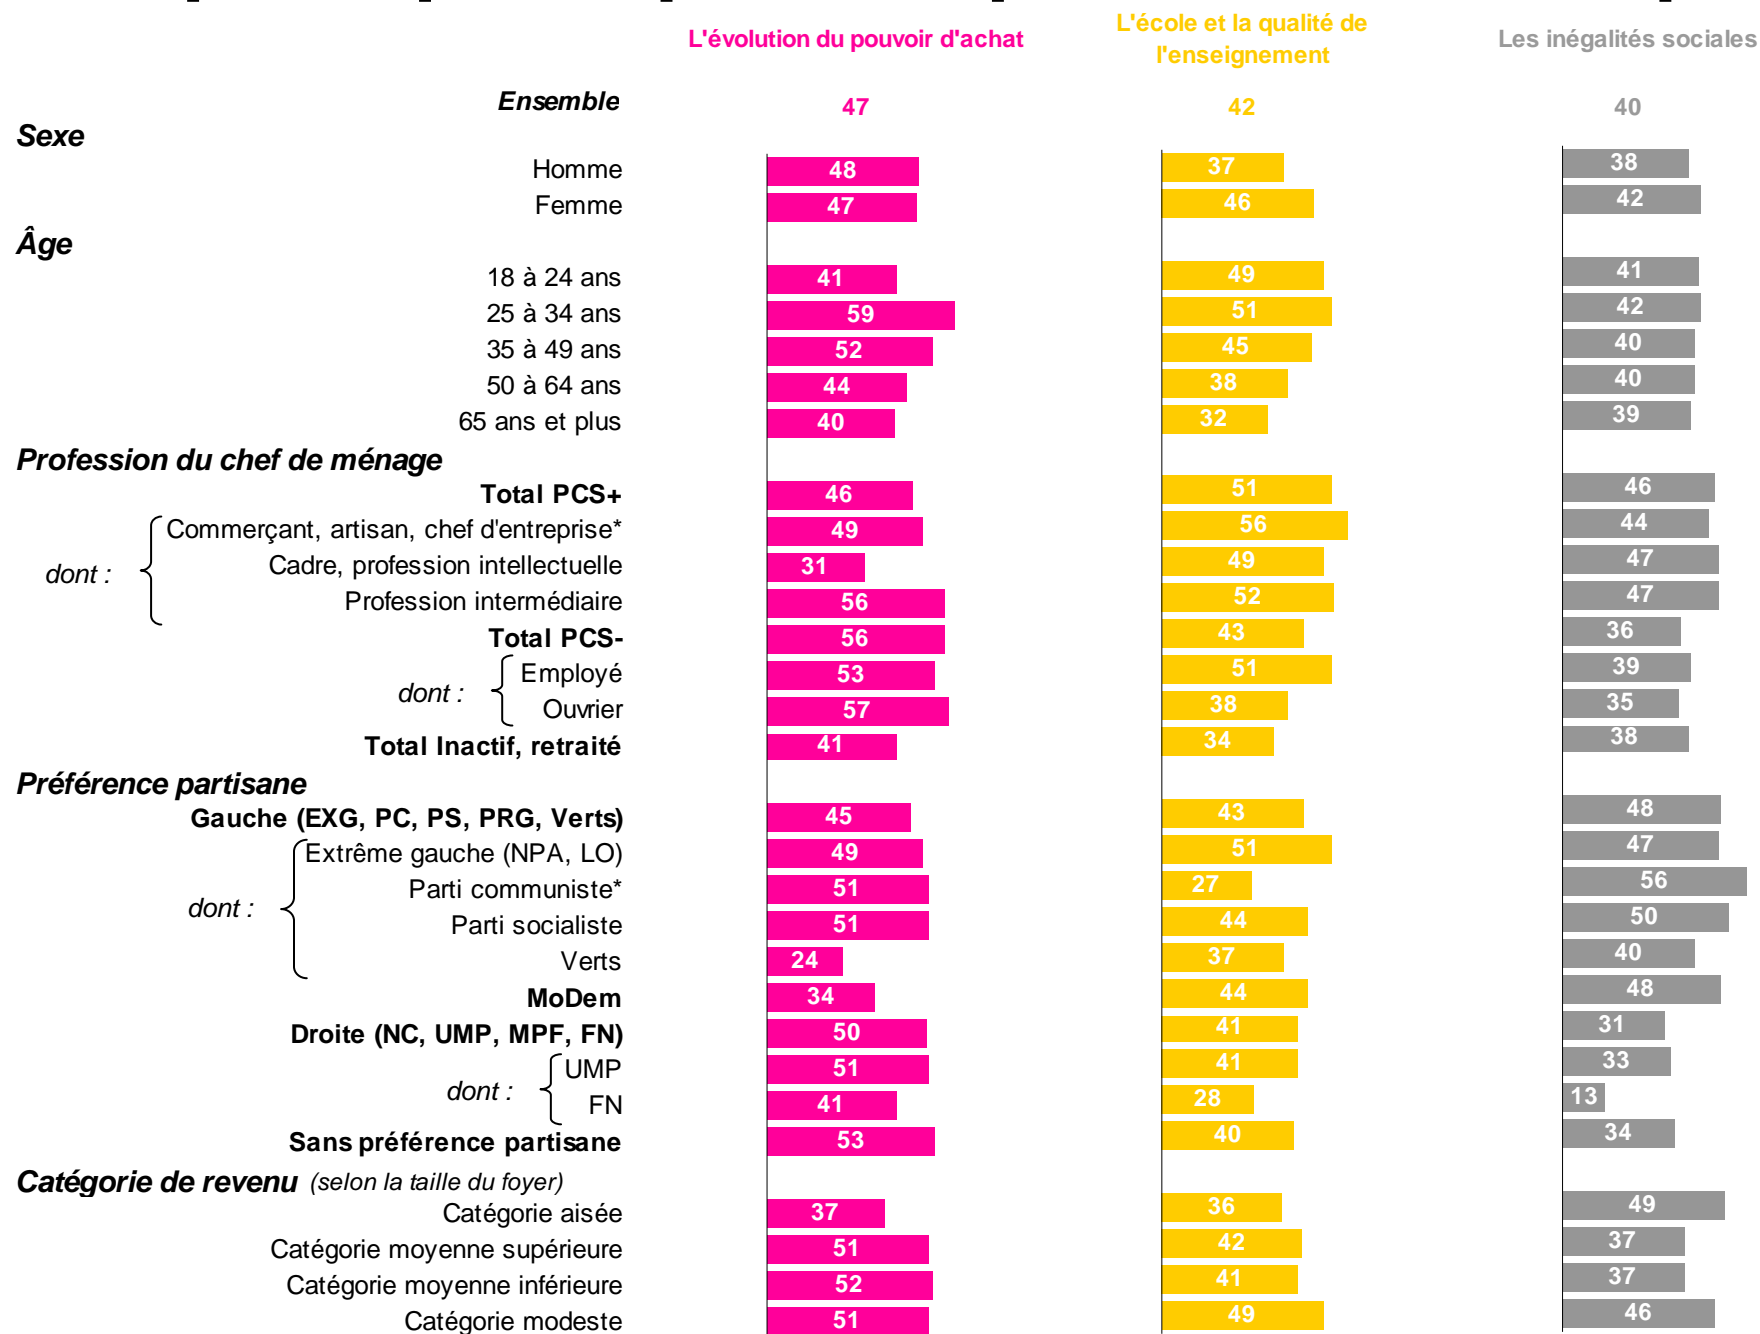 L'évolution du pouvoir d'achat L'école et la qualité de l'enseignement Les inégalités sociales
Ensemble 47 42 40
Sexe
Homme 48 37 38
Femme 47 46 42
Âge
18 à 24 ans 41 49 41
25 à 34 ans 59 51 42
35 à 49 ans 52 45 40
50 à 64 ans 44 38 40
65 ans et plus 40 32 39
Profession du chef de ménage
Total PCS+ 46 51 46
Commerçant, artisan, chef d'entreprise* 49 56 44
dont : Cadre, profession intellectuelle 31 49 47
Profession intermédiaire 56 52 47
Total PCS- 56 43 36
Employé 53 51 39
dont : Ouvrier 57 38 35
Total Inactif, retraité 41 34 38
Préférence partisane
Gauche (EXG, PC, PS, PRG, Verts) 45 43 48
Extrême gauche (NPA, LO) 49 51 47
Parti communiste* 51 27 56
dont : Parti socialiste 51 44 50
Verts 24 37 40
MoDem 34 44 48
Droite (NC, UMP, MPF, FN) 50 41 31
UMP 51 41 33
dont : FN 41 28 13
Sans préférence partisane 53 40 34
Catégorie de revenu (selon la taille du foyer)
Catégorie aisée 37 36 49
Catégorie moyenne supérieure 51 42 37
Catégorie moyenne inférieure 52 41 37
Catégorie modeste 51 49 46